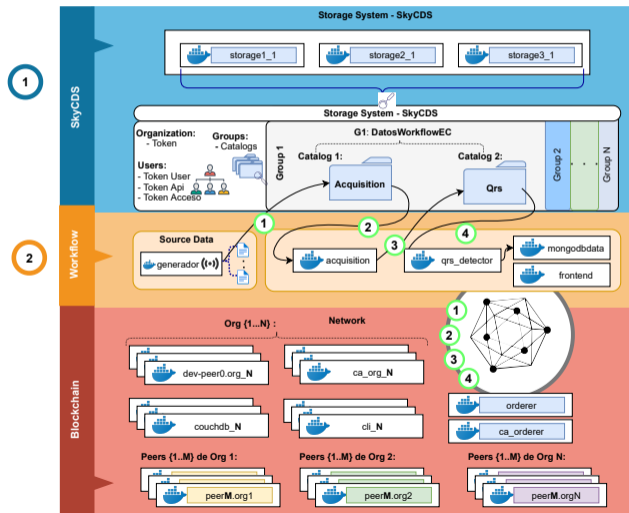 Storage System - SkyCDS
storage1_1
storage2_1
storage3_1
1
SkyCDS
Storage System - SkyCDS
Organization:
- Token
Groups:
- Catalogs
Users:
- Token User
- Token Api
- Token Acceso
Group 1
G1: DatosWorkflowEC
Catalog 1:
Acquisition
Catalog 2:
Qrs
Group 2
. . .
Group N
1
2
3
4
2
Workflow
Source Data
generador
acquisition
qrs_detector
mongodbdata
frontend
Blockchain
Org {1...N} :
Network
1
2
3
4
dev-peer0.org_N
ca_org_N
couchdb_N
cli_N
orderer
ca_orderer
Peers {1..M} de Org 1:
Peers {1..M} de Org 2:
Peers {1..M} de Org N:
peerM.org1
peerM.org2
peerM.orgN